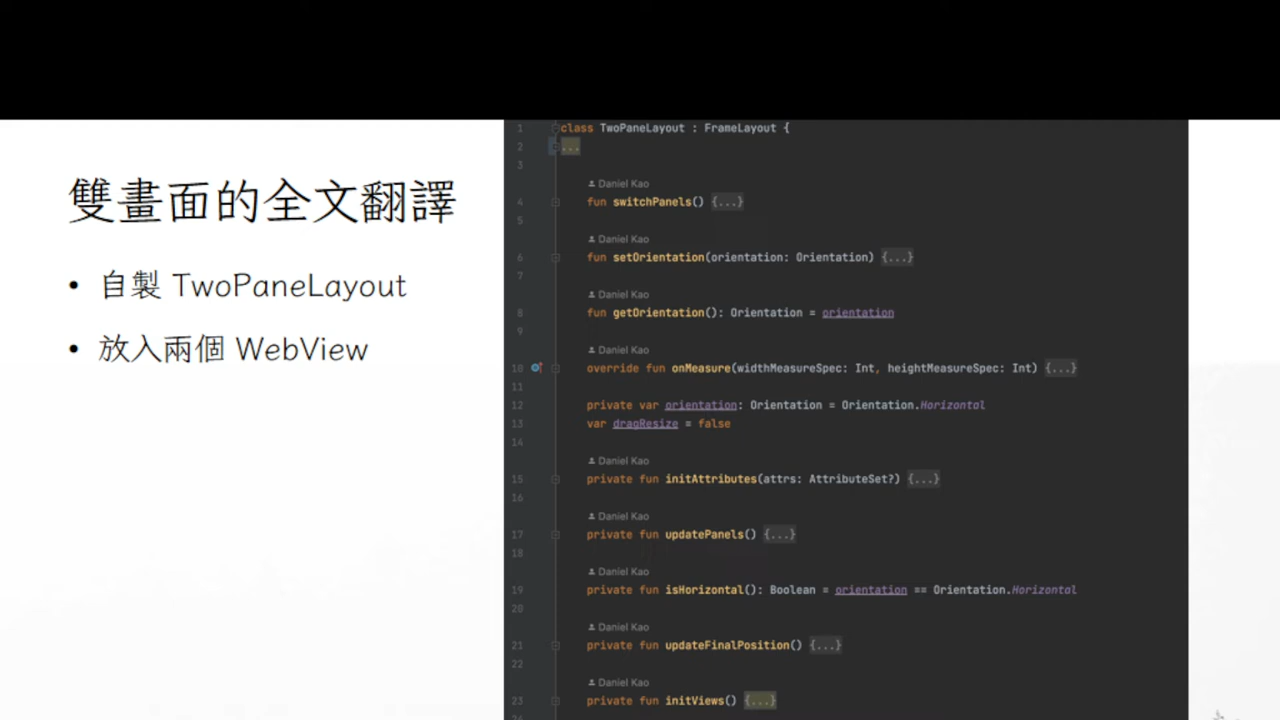 雙畫面的全文翻譯
• 自製 TwoPaneLayout
• 放入兩個 WebView
1 class TwoPaneLayout : FrameLayout {
2 ...
3
Daniel Kao
4 fun switchPanels() {...}
5
Daniel Kao
6 fun setOrientation(orientation: Orientation) {...}
7
Daniel Kao
8 fun getOrientation(): Orientation = orientation
9
Daniel Kao
10 override fun onMeasure(widthMeasureSpec: Int, heightMeasureSpec: Int) {...}
11
12 private var orientation: Orientation = Orientation.Horizontal
13 var dragResize = false
14
Daniel Kao
15 private fun initAttributes(attrs: AttributeSet?) {...}
16
Daniel Kao
17 private fun updatePanels() {...}
18
Daniel Kao
19 private fun isHorizontal(): Boolean = orientation == Orientation.Horizontal
20
Daniel Kao
21 private fun updateFinalPosition() {...}
22
Daniel Kao
23 private fun initViews() {...}
24